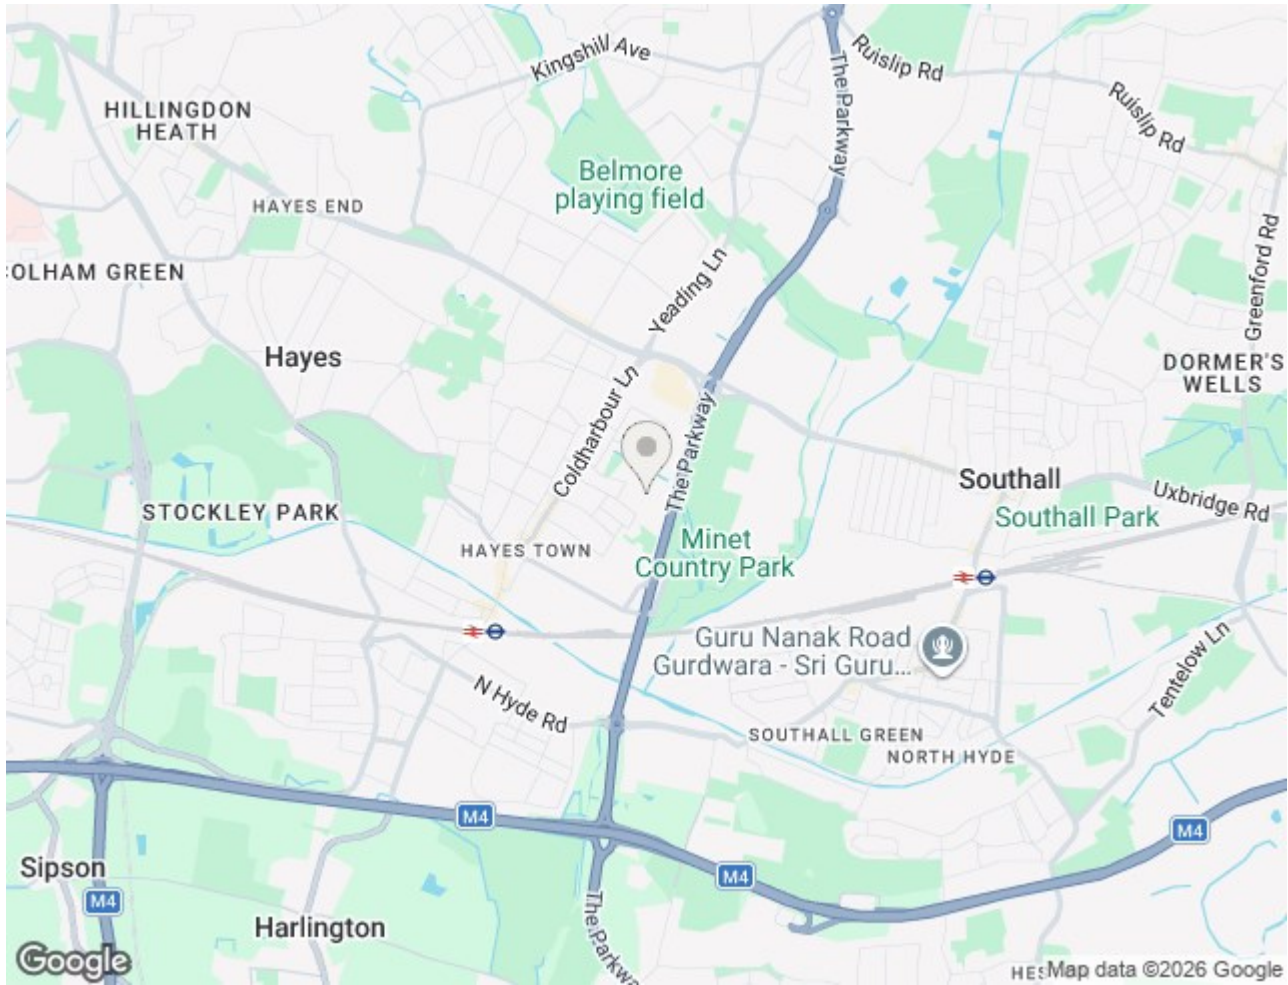 Kingshill Ave
Ruislip Rd
The Parkway
Ruislip Rd
HILLINGDON
HEATH
Belmore
playing field
HAYES END
Greenford Rd
COLHAM GREEN
Yeading Ln
Hayes
DORMER'S
WELLS
Coldharbour Ln
The Parkway
Southall
Uxbridge Rd
STOCKLEY PARK
Southall Park
HAYES TOWN
Minet
Country Park
Guru Nanak Road
Gurdwara - Sri Guru...
Tentelow Ln
N Hyde Rd
SOUTHALL GREEN
NORTH HYDE
M4
M4
Sipson
M4
M4
The Parkwa
Harlington
Google
HES
Map data ©2026 Google